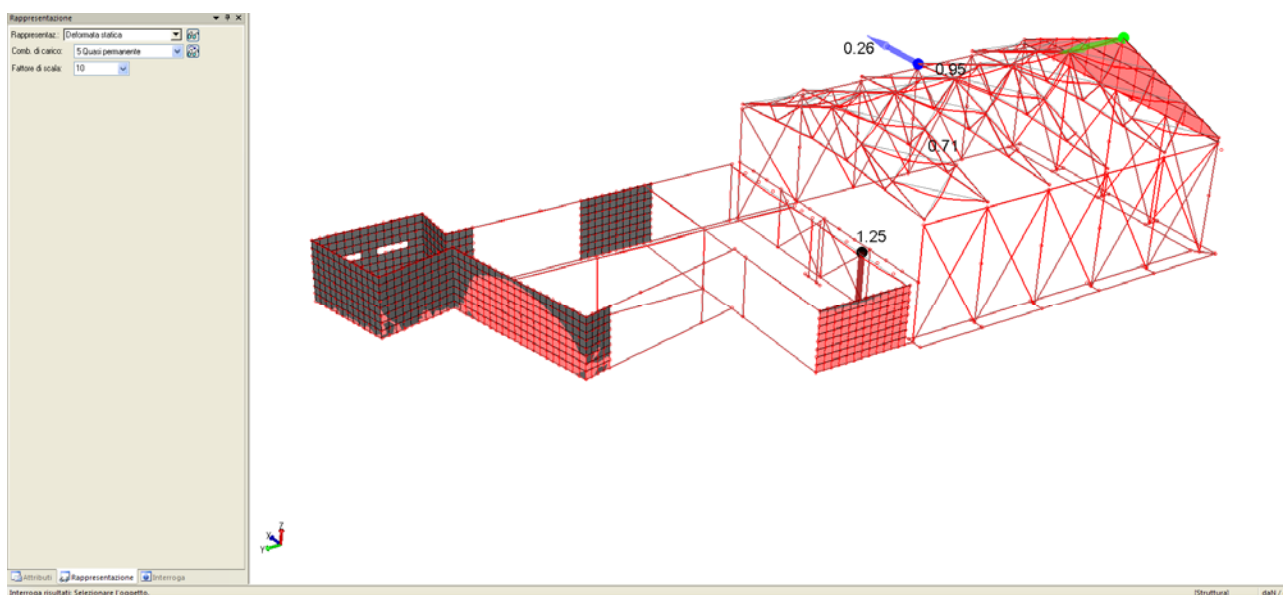 Rappresentazione
Rappresentaz.: Deformata statica
Comb. di carico: 5 Quasi permanente
Fattore di scala: 10
0.26
0.95
0.71
1.25
Z
X
Y
Attributi Rappresentazione Interroga
Interroga risultati: Selezionare l'oggetto. (Struttura) daN /